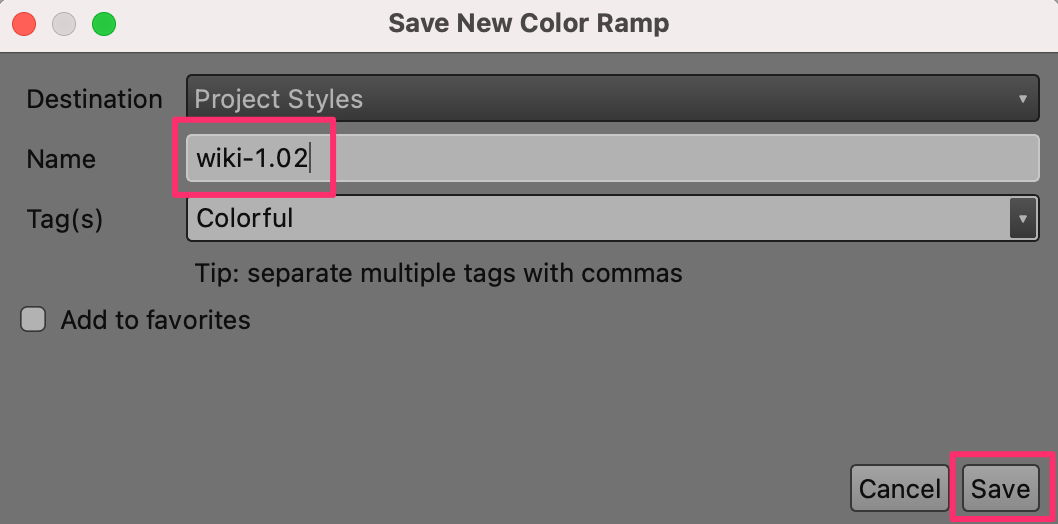 Save New Color Ramp
Destination Project Styles
Name wiki-1.02
Tag(s) Colorful
Tip: separate multiple tags with commas
Add to favorites
Cancel Save